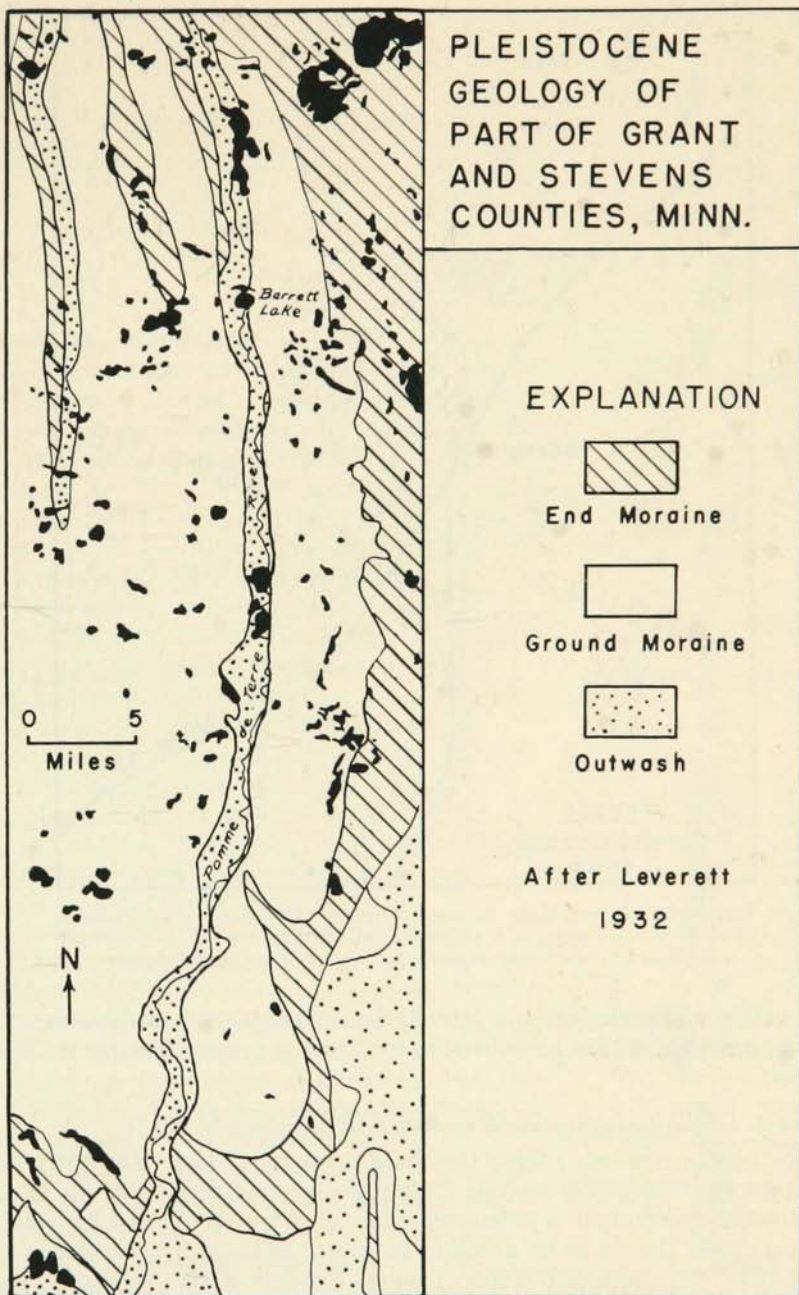 PLEISTOCENE
GEOLOGY OF
PART OF GRANT
AND STEVENS
COUNTIES, MINN.
Barrett
Lake
River
de Terre
Pomme
0 5
Miles
N
EXPLANATION
End Moraine
Ground Moraine
Outwash
After Leverett
1932